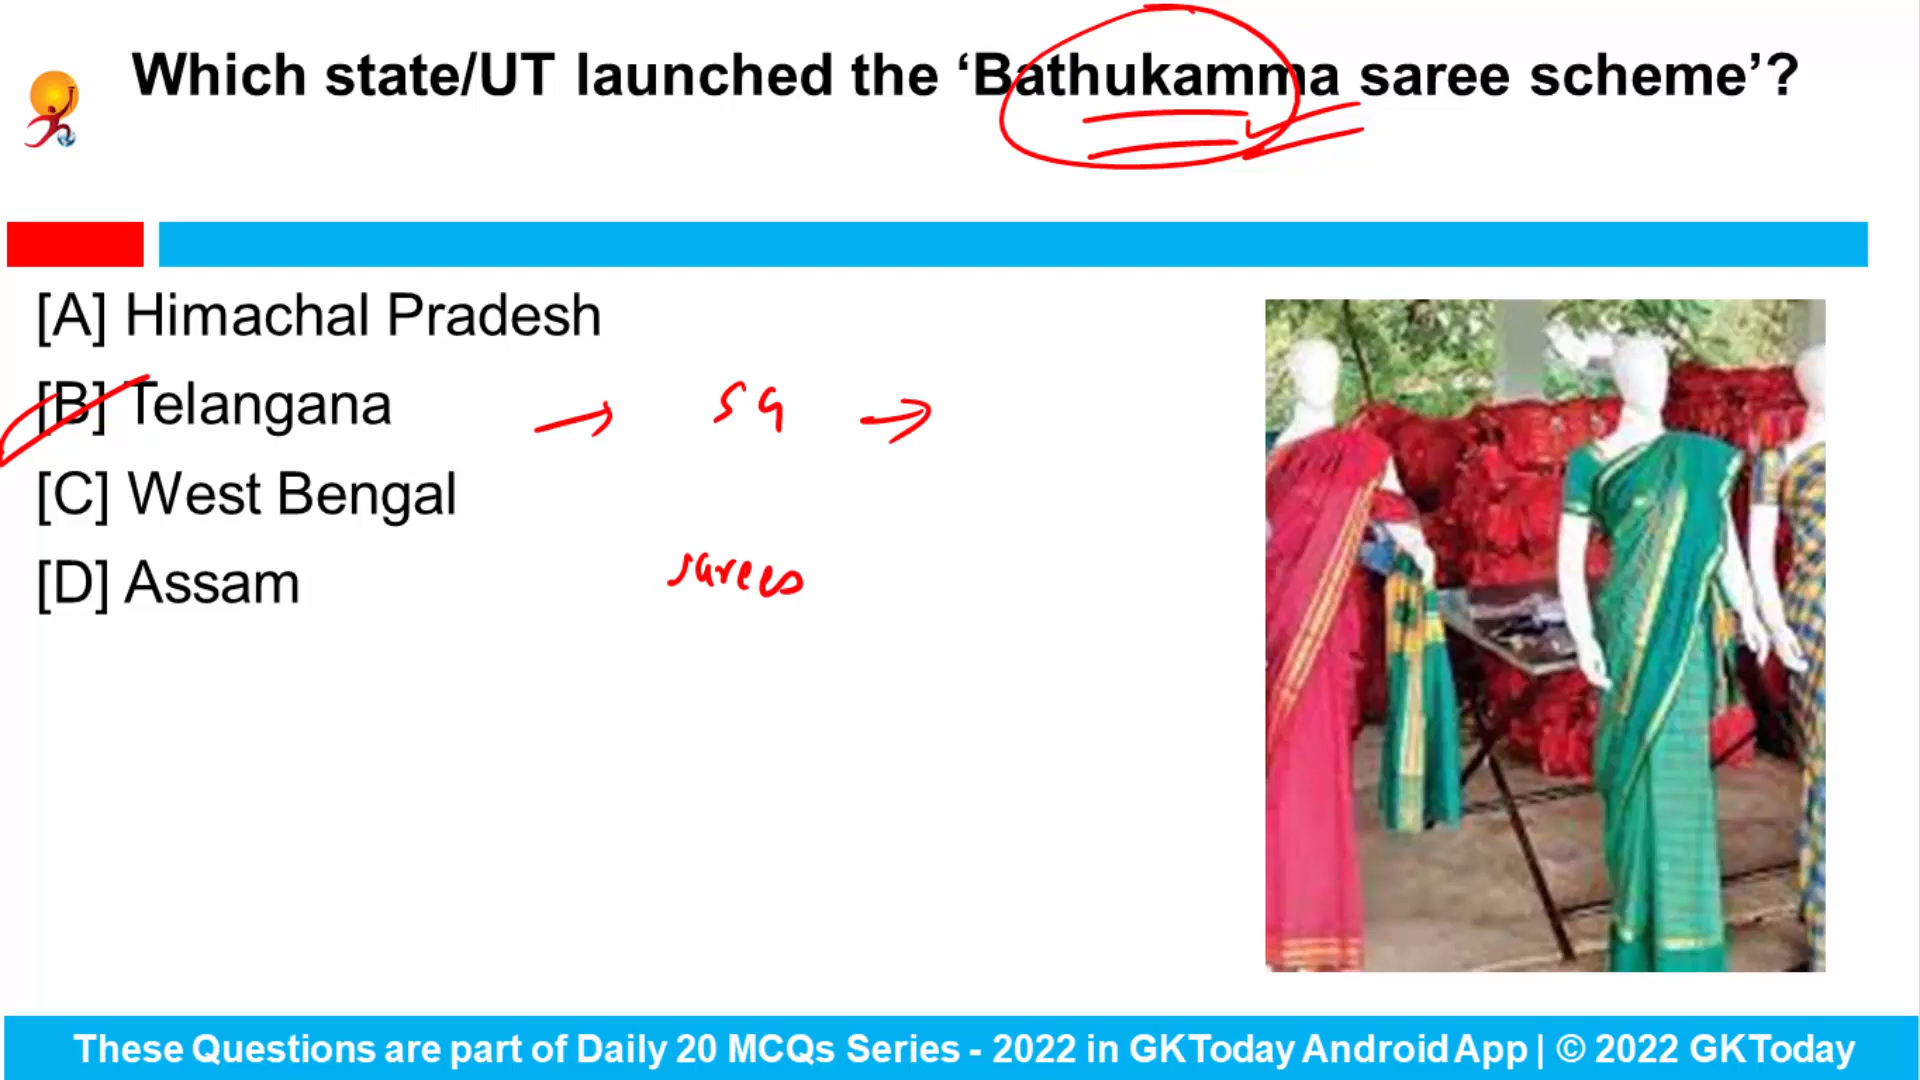 Which state/UT launched the ‘Bathukamma saree scheme’?
[A] Himachal Pradesh
[B] Telangana
[C] West Bengal
[D] Assam
sarees
These Questions are part of Daily 20 MCQs Series - 2022 in GKToday Android App | © 2022 GKToday